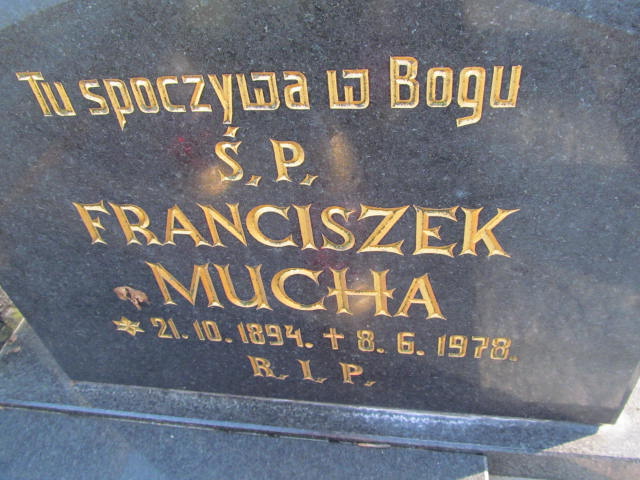 Tu spoczywa w Bogu
Ś. P.
FRANCISZEK
MUCHA
* 21. 10. 1894. + 8. 6. 1978.
R. I. P.